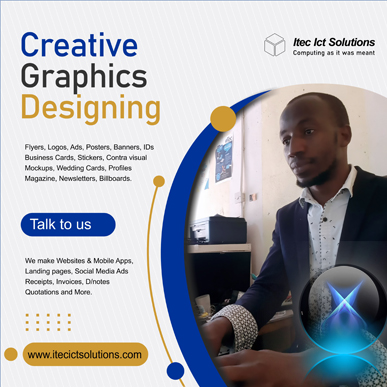 Creative
Graphics
Designing
Itec Ict Solutions
Computing as it was meant
Flyers, Logos, Ads, Posters, Banners, IDs
Business Cards, Stickers, Contra visual
Mockups, Wedding Cards, Profiles
Magazine, Newsletters, Billboards.
Talk to us
We make Websites & Mobile Apps,
Landing pages, Social Media Ads
Receipts, Invoices, D/notes
Quotations and More.
www.itecictsolutions.com